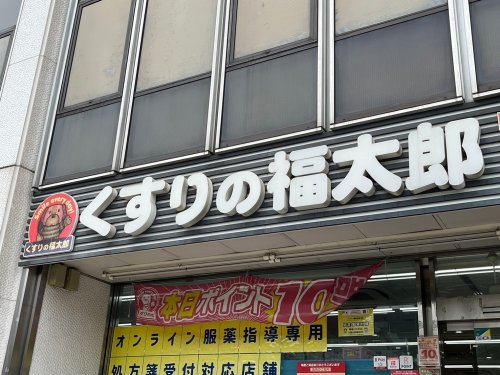 くすりの福太郎
くすりの福太郎
本日ポイント10倍
オンライン服薬指導専用
処方薬受付対応店舗